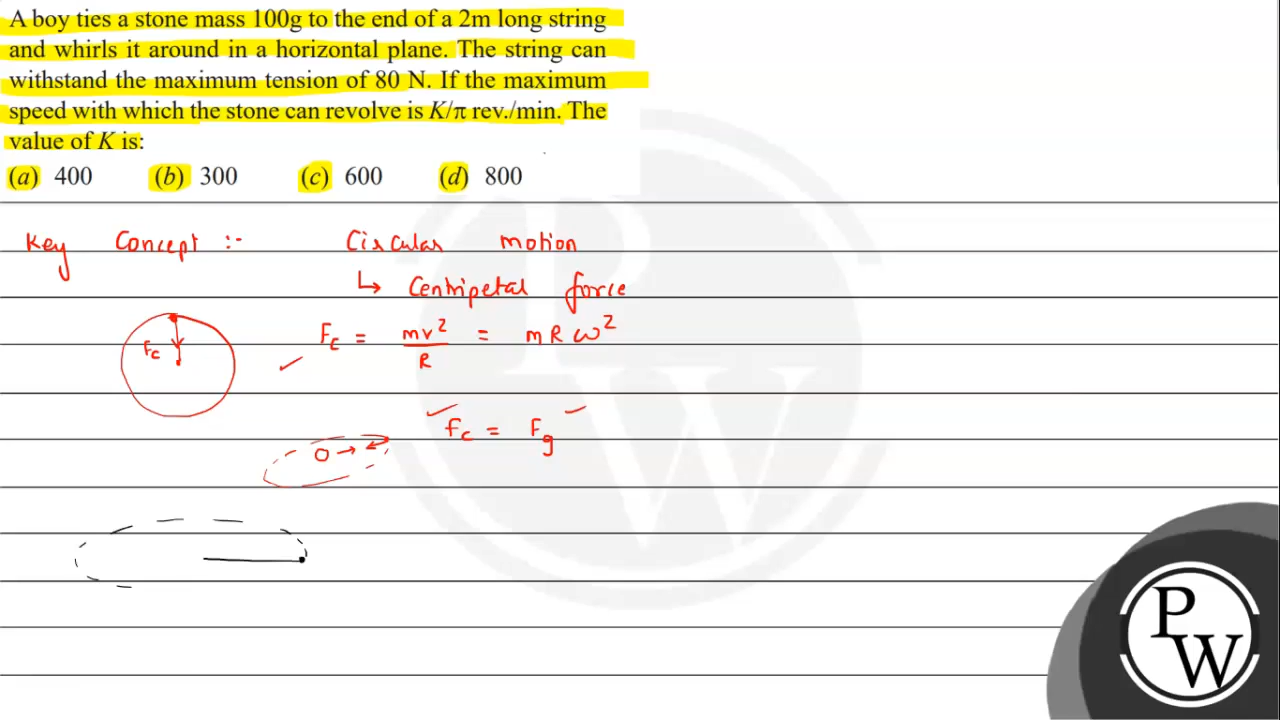 A boy ties a stone mass 100g to the end of a 2m long string
and whirls it around in a horizontal plane. The string can
withstand the maximum tension of 80 N. If the maximum
speed with which the stone can revolve is K/π rev./min. The
value of K is:
(a) 400 (b) 300 (c) 600 (d) 800
Key Concept :- Circular motion
↳ Centripetal force
Fc
Fc = mv²/R = mRω²
Fc = Fg
P
W
P
W